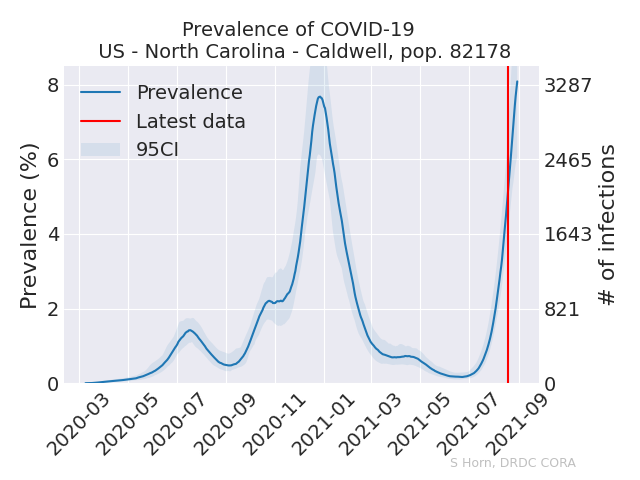 Prevalence of COVID-19
US - North Carolina - Caldwell, pop. 82178
Prevalence
Latest data
95CI
Prevalence (%)
8
6
4
2
0
3287
2465
1643
821
0
# of infections
2020-03
2020-05
2020-07
2020-09
2020-11
2021-01
2021-03
2021-05
2021-07
2021-09
S Horn, DRDC CORA